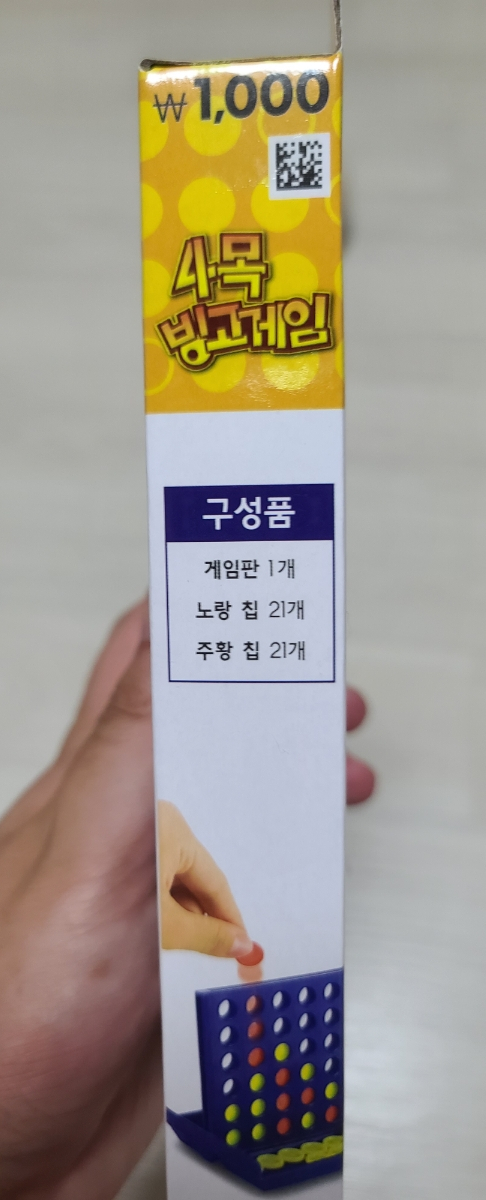 ₩1,000
사목
빙고게임
구성품
게임판 1개
노랑 칩 21개
주황 칩 21개